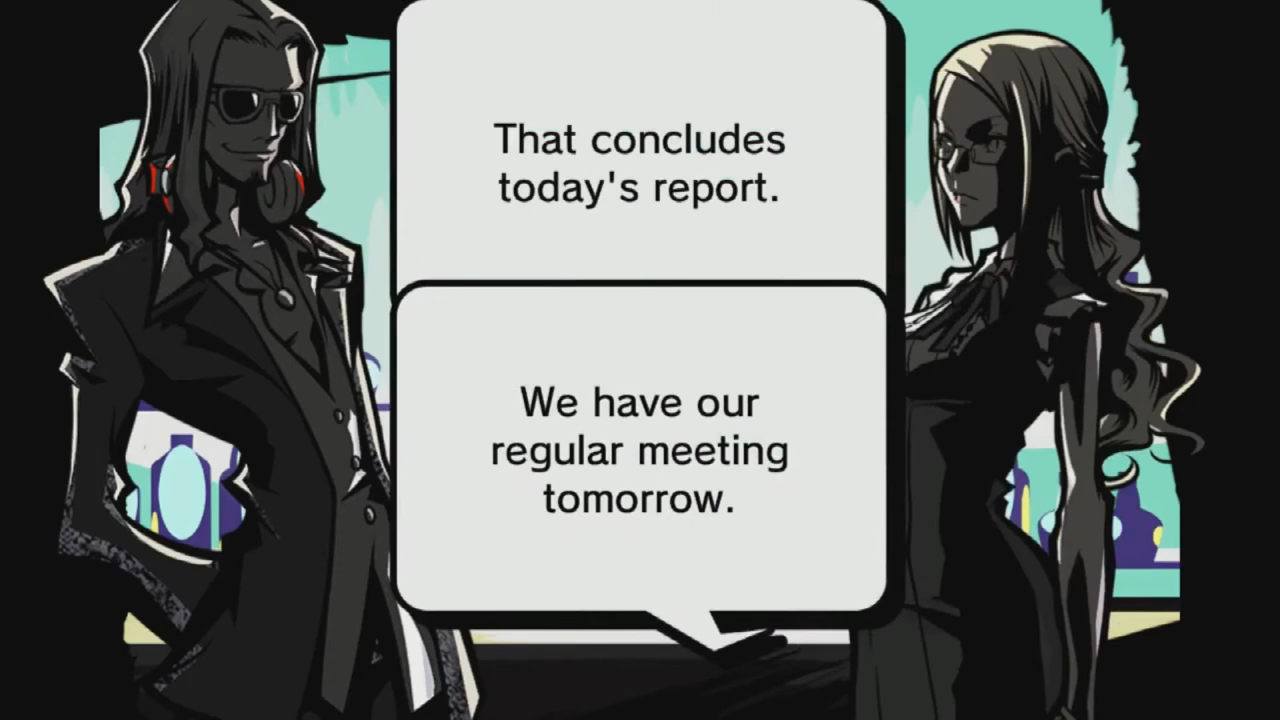 That concludes
today's report.
We have our
regular meeting
tomorrow.